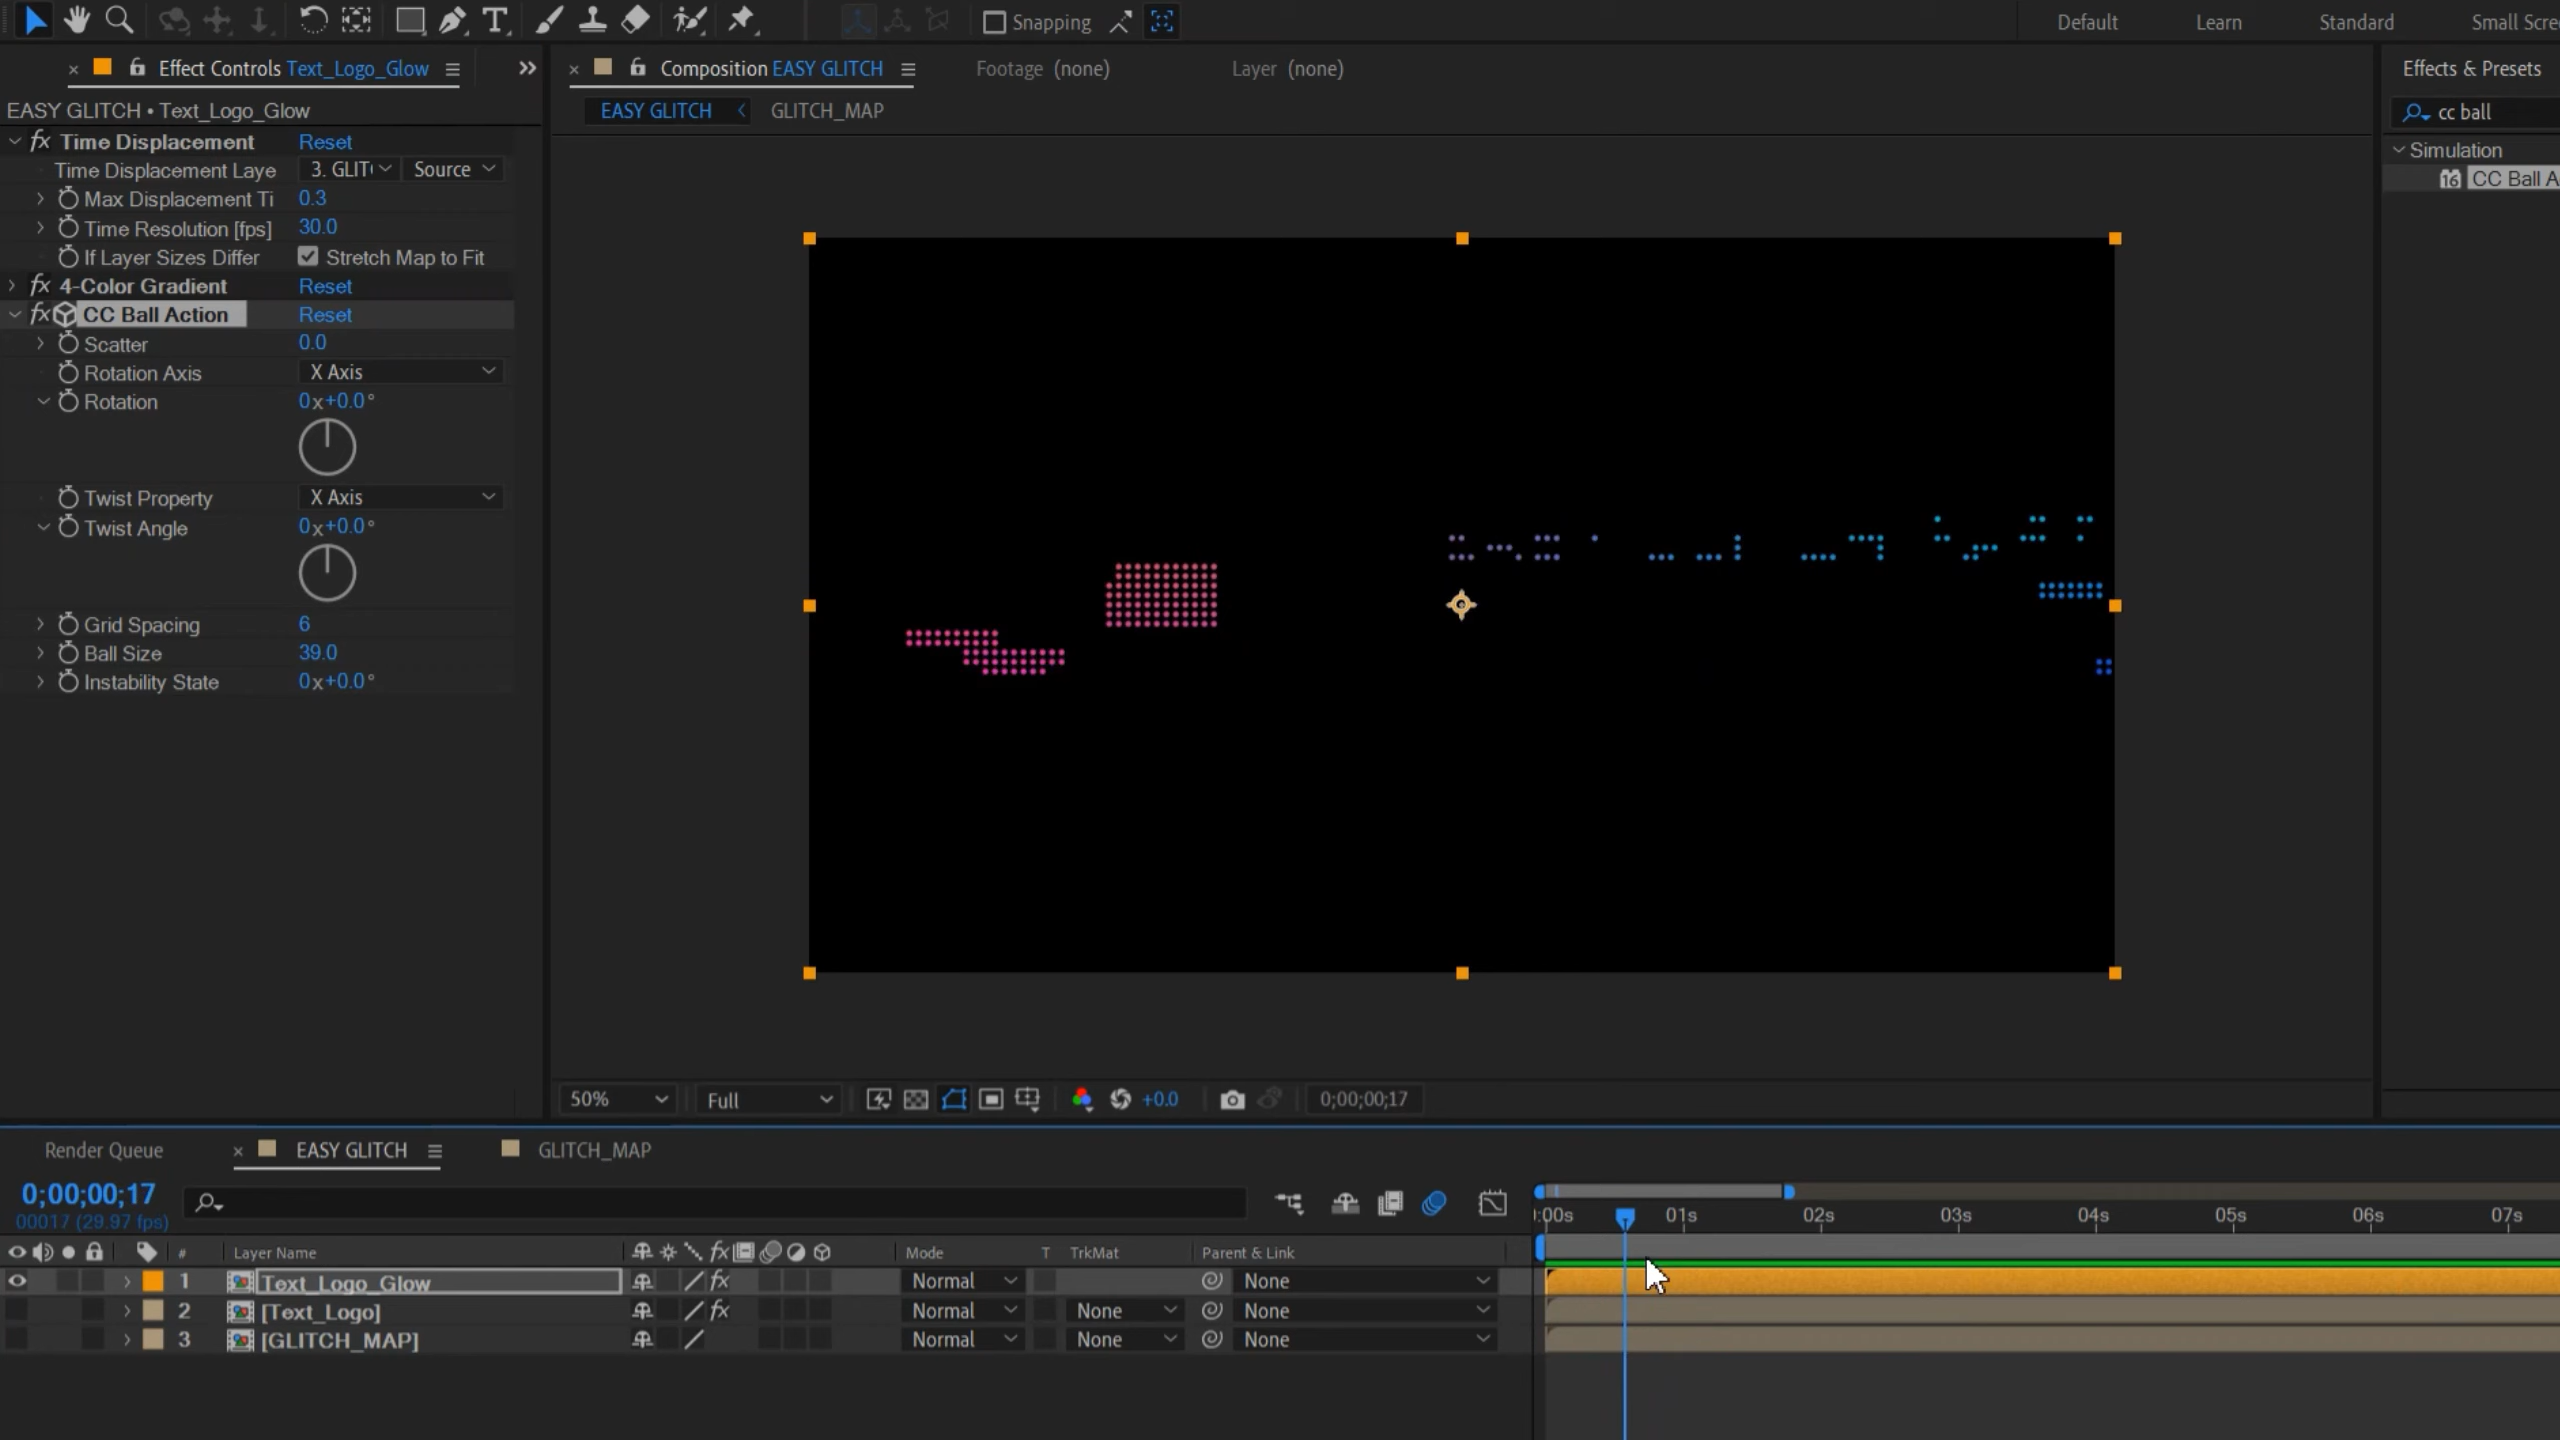 Snapping
Default Learn Standard Small Scre
Effect Controls Text_Logo_Glow
Composition EASY GLITCH
Footage (none)
Layer (none)
Effects & Presets
EASY GLITCH • Text_Logo_Glow
EASY GLITCH
GLITCH_MAP
cc ball
Time Displacement Reset
Simulation
Time Displacement Laye 3. GLIT Source
16 CC Ball A
Max Displacement Ti 0.3
Time Resolution [fps] 30.0
If Layer Sizes Differ Stretch Map to Fit
fx 4-Color Gradient Reset
fx CC Ball Action Reset
Scatter 0.0
Rotation Axis X Axis
Rotation 0x+0.0°
Twist Property X Axis
Twist Angle 0x+0.0°
Grid Spacing 6
Ball Size 39.0
Instability State 0x+0.0°
50% Full +0.0 0;00;00;17
Render Queue EASY GLITCH GLITCH_MAP
0;00;00;17
00017 (29.97 fps)
:00s 01s 02s 03s 04s 05s 06s 07s
# Layer Name fx Mode T TrkMat Parent & Link
1 Text_Logo_Glow fx Normal None
2 [Text_Logo] fx Normal None None
3 [GLITCH_MAP] Normal None None